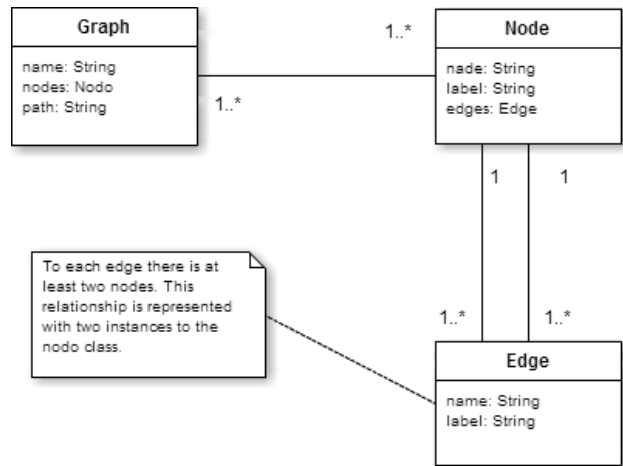 Graph
name: String
nodes: Nodo
path: String
1..*
1..*
Node
nade: String
label: String
edges: Edge
1
1
To each edge there is at
least two nodes. This
relationship is represented
with two instances to the
nodo class.
1..*
1..*
Edge
name: String
label: String